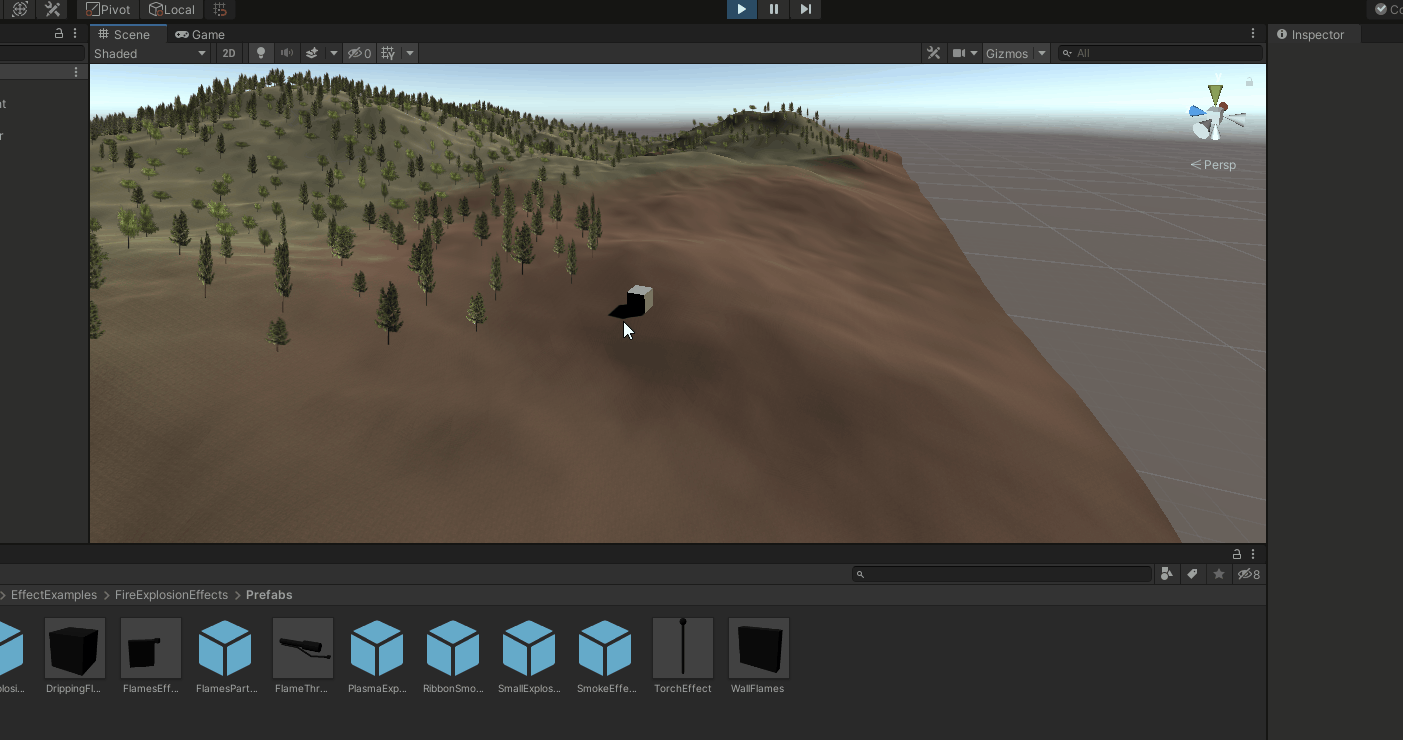 Pivot Local Co
Scene Game Inspector
Shaded 2D 0 Gizmos All
nt
r
Persp
8
EffectExamples > FireExplosionEffects > Prefabs
plosi... DrippingFl... FlamesEff... FlamesPart... FlameThr... PlasmaExp... RibbonSmo... SmallExplos... SmokeEffe... TorchEffect WallFlames